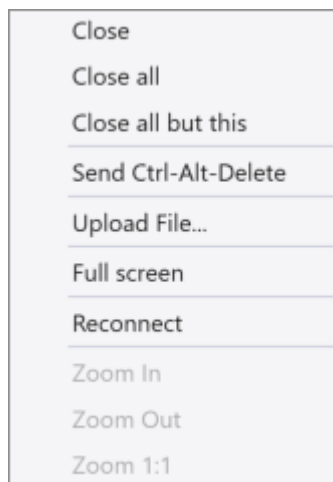 Close
Close all
Close all but this
Send Ctrl-Alt-Delete
Upload File...
Full screen
Reconnect
Zoom In
Zoom Out
Zoom 1:1